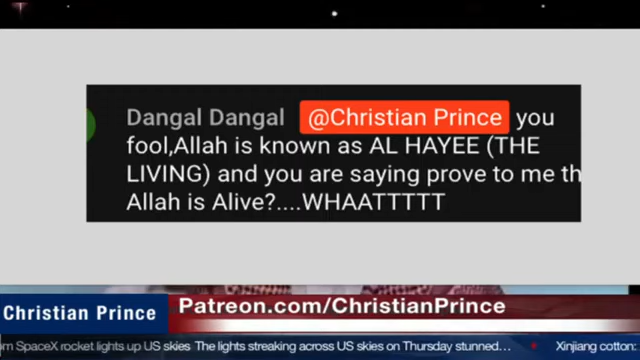 Dangal Dangal @Christian Prince you
fool,Allah is known as AL HAYEE (THE
LIVING) and you are saying prove to me th
Allah is Alive?....WHAATTTTT
Christian Prince
Patreon.com/ChristianPrince
SpaceX rocket lights up US skies The lights streaking across US skies on Thursday stunned... Xinjiang cotton: